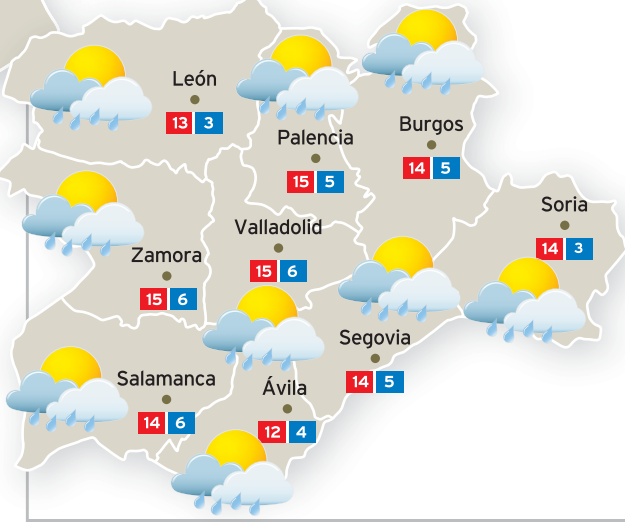 León
13 3
Palencia
15 5
Burgos
14 5
Soria
14 3
Valladolid
15 6
Zamora
15 6
Segovia
14 5
Salamanca
14 6
Ávila
12 4